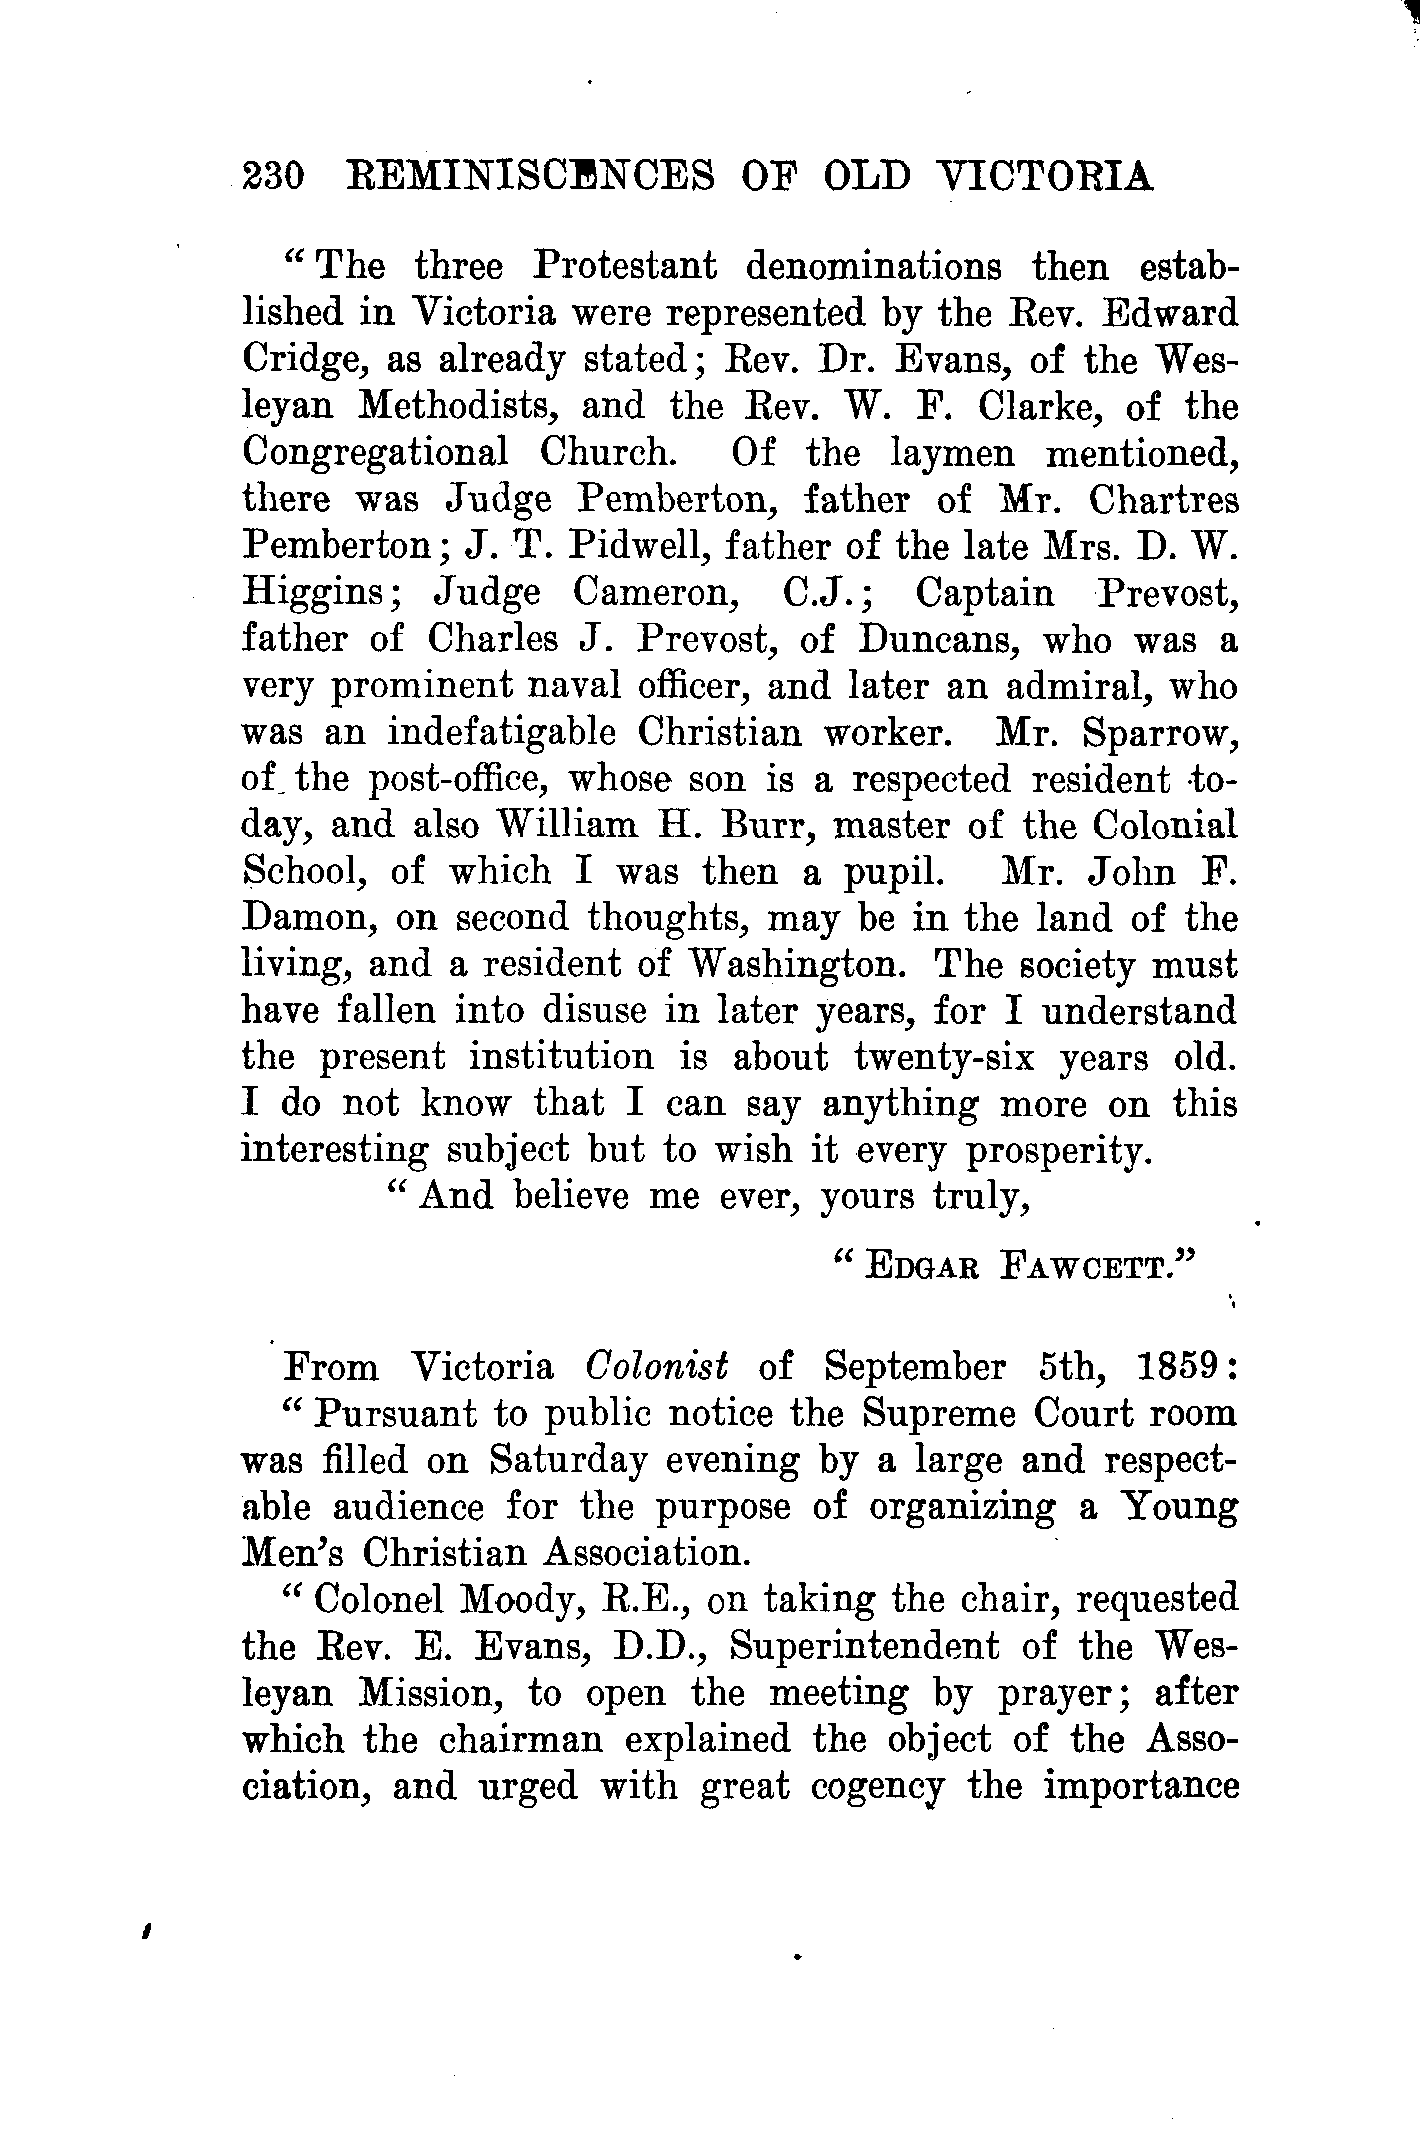 230 REMINISCENCES OF OLD VICTORIA
“ The three Protestant denominations then estab-
lished in Victoria were represented by the Rev. Edward
Cridge, as already stated; Rev. Dr. Evans, of the Wes-
leyan Methodists, and the Rev. W. F. Clarke, of the
Congregational Church. Of the laymen mentioned,
there was Judge Pemberton, father of Mr. Chartres
Pemberton; J. T. Pidwell, father of the late Mrs. D. W.
Higgins; Judge Cameron, C.J.; Captain Prevost,
father of Charles J. Prevost, of Duncans, who was a
very prominent naval officer, and later an admiral, who
was an indefatigable Christian worker. Mr. Sparrow,
of the post-office, whose son is a respected resident to-
day, and also William H. Burr, master of the Colonial
School, of which I was then a pupil. Mr. John F.
Damon, on second thoughts, may be in the land of the
living, and a resident of Washington. The society must
have fallen into disuse in later years, for I understand
the present institution is about twenty-six years old.
I do not know that I can say anything more on this
interesting subject but to wish it every prosperity.
“ And believe me ever, yours truly,
“ EDGAR FAWCETT.”
From Victoria Colonist of September 5th, 1859:
“ Pursuant to public notice the Supreme Court room
was filled on Saturday evening by a large and respect-
able audience for the purpose of organizing a Young
Men’s Christian Association.
“ Colonel Moody, R.E., on taking the chair, requested
the Rev. E. Evans, D.D., Superintendent of the Wes-
leyan Mission, to open the meeting by prayer; after
which the chairman explained the object of the Asso-
ciation, and urged with great cogency the importance